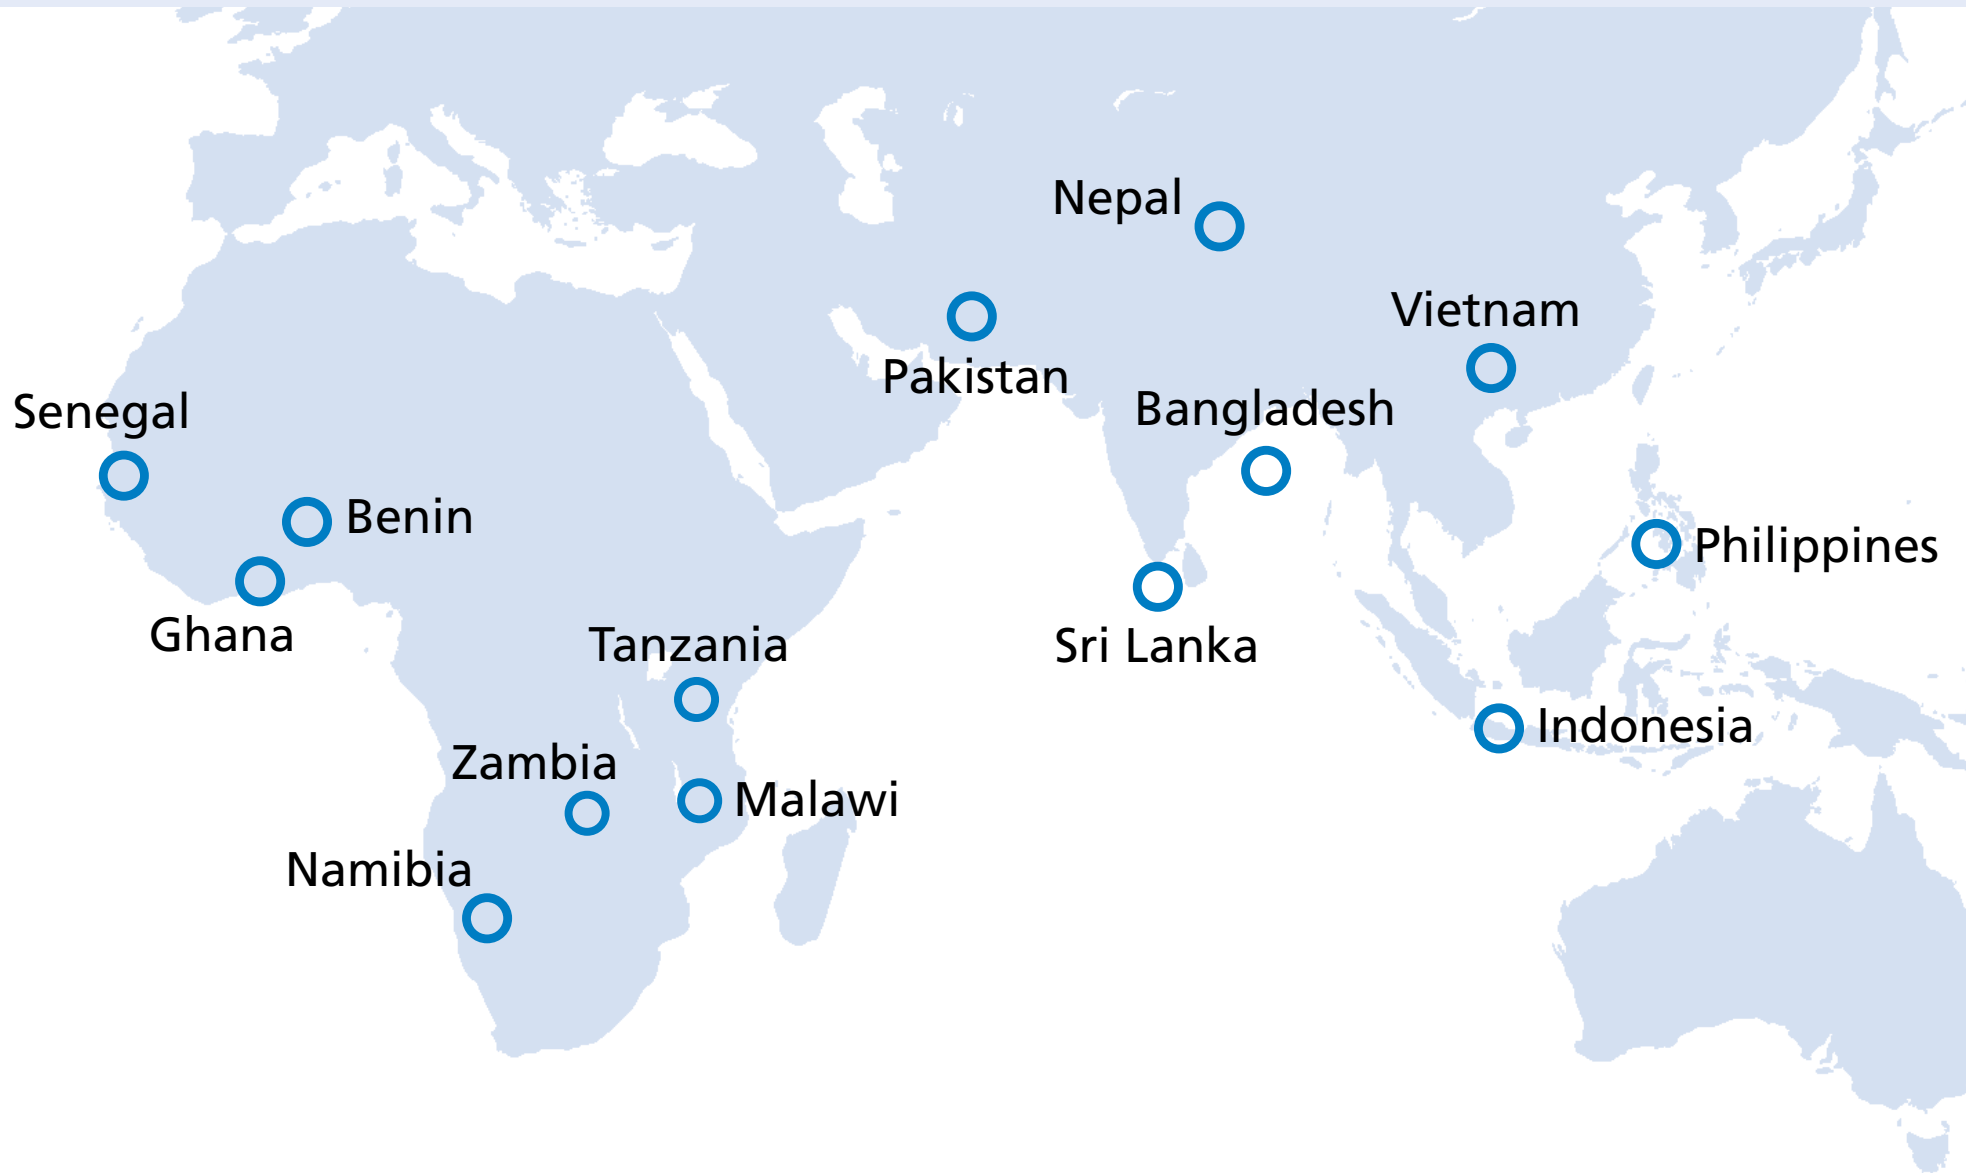 Nepal
Vietnam
Pakistan
Bangladesh
Senegal
Benin
Philippines
Ghana
Tanzania
Sri Lanka
Indonesia
Zambia
Malawi
Namibia